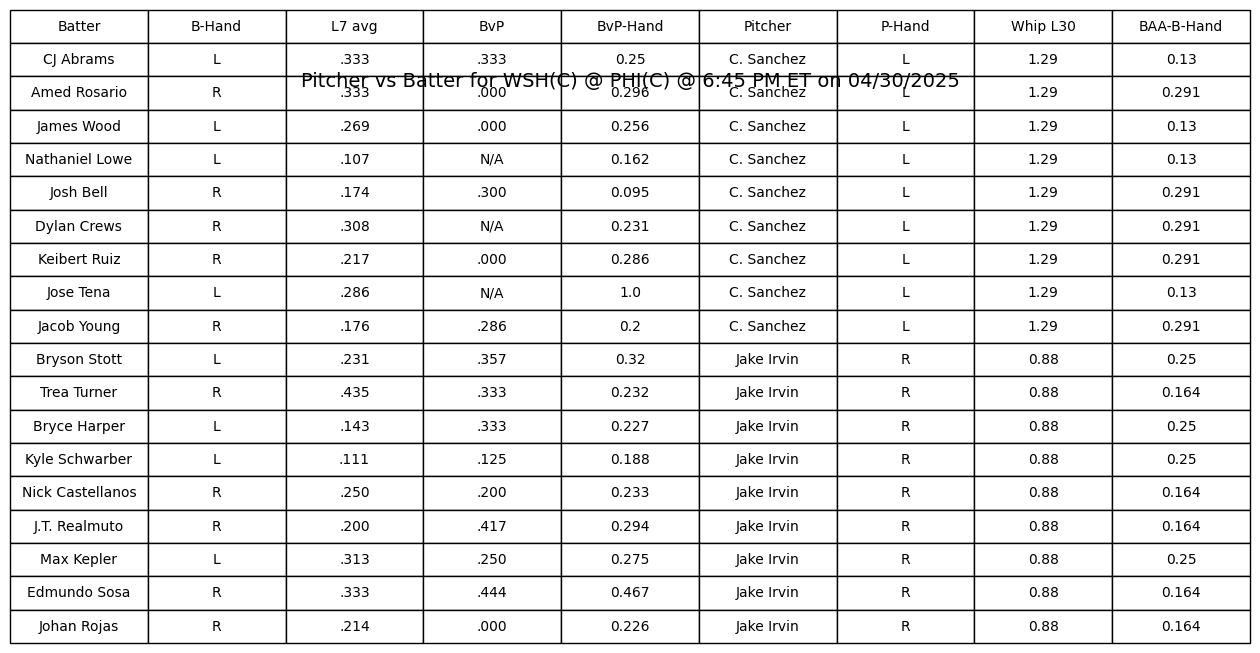 Batter B-Hand L7 avg BvP BvP-Hand Pitcher P-Hand Whip L30 BAA-B-Hand
CJ Abrams L .333 .333 0.25 C. Sanchez L 1.29 0.13
Pitcher vs Batter for WSH(C) @ PHI(C) @ 6:45 PM ET on 04/30/2025
Amed Rosario R .333 .000 0.296 C. Sanchez L 1.29 0.291
James Wood L .269 .000 0.256 C. Sanchez L 1.29 0.13
Nathaniel Lowe L .107 N/A 0.162 C. Sanchez L 1.29 0.13
Josh Bell R .174 .300 0.095 C. Sanchez L 1.29 0.291
Dylan Crews R .308 N/A 0.231 C. Sanchez L 1.29 0.291
Keibert Ruiz R .217 .000 0.286 C. Sanchez L 1.29 0.291
Jose Tena L .286 N/A 1.0 C. Sanchez L 1.29 0.13
Jacob Young R .176 .286 0.2 C. Sanchez L 1.29 0.291
Bryson Stott L .231 .357 0.32 Jake Irvin R 0.88 0.25
Trea Turner R .435 .333 0.232 Jake Irvin R 0.88 0.164
Bryce Harper L .143 .333 0.227 Jake Irvin R 0.88 0.25
Kyle Schwarber L .111 .125 0.188 Jake Irvin R 0.88 0.25
Nick Castellanos R .250 .200 0.233 Jake Irvin R 0.88 0.164
J.T. Realmuto R .200 .417 0.294 Jake Irvin R 0.88 0.164
Max Kepler L .313 .250 0.275 Jake Irvin R 0.88 0.25
Edmundo Sosa R .333 .444 0.467 Jake Irvin R 0.88 0.164
Johan Rojas R .214 .000 0.226 Jake Irvin R 0.88 0.164